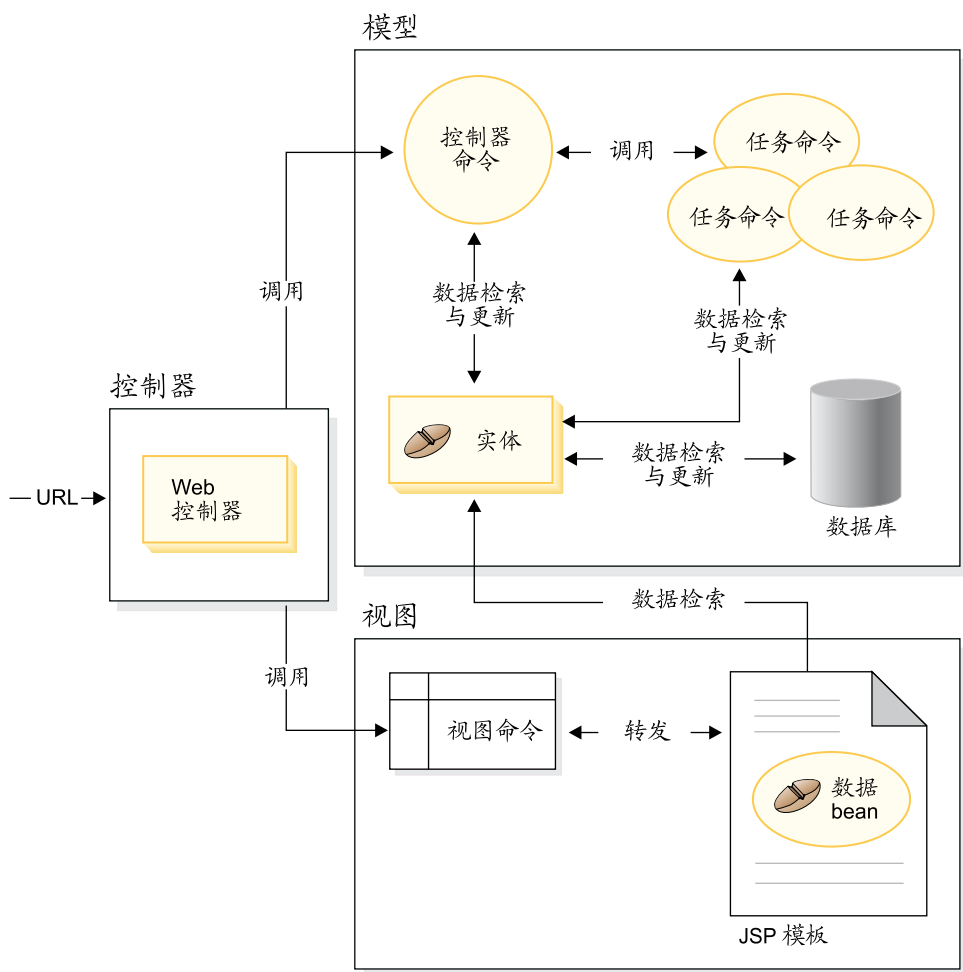 模型
控制器
命令
调用
任务命令
任务命令
任务命令
调用
数据检索
与更新
数据检索
与更新
控制器
实体
数据检索
与更新
URL
Web
控制器
数据库
数据检索
视图
调用
视图命令
转发
数据
bean
JSP 模板